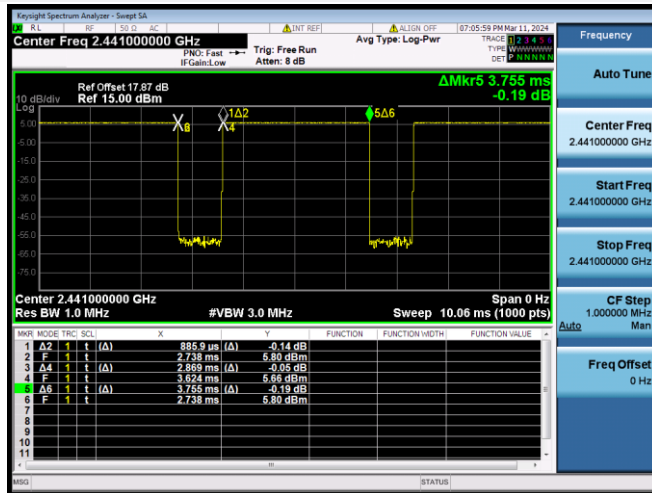 Keysight Spectrum Analyzer - Swept SA
RL RF 50 Ω AC INT REF ALIGN OFF 07:05:59 PM Mar 11, 2024
Center Freq 2.441000000 GHz
PNO: Fast
IFGain:Low
Trig: Free Run
Atten: 8 dB
Avg Type: Log-Pwr
TRACE 1 2 3 4 5 6
TYPE WWWWWW
DET P N N N N N
Frequency
Auto Tune
Center Freq
2.441000000 GHz
Start Freq
2.441000000 GHz
Stop Freq
2.441000000 GHz
CF Step
1.000000 MHz
Auto Man
Freq Offset
0 Hz
10 dB/div
Log
Ref Offset 17.87 dB
Ref 15.00 dBm
ΔMkr5 3.755 ms
-0.19 dB
1Δ2
5Δ6
4
5.00
-5.00
-15.0
-25.0
-35.0
-45.0
-55.0
-65.0
-75.0
Center 2.441000000 GHz Span 0 Hz
Res BW 1.0 MHz #VBW 3.0 MHz Sweep 10.06 ms (1000 pts)
MKR MODE TRC SCL X Y FUNCTION FUNCTION WIDTH FUNCTION VALUE
1 Δ2 1 t (Δ) 885.9 µs (Δ) -0.14 dB
2 F 1 t 2.738 ms 5.80 dBm
3 Δ4 1 t (Δ) 2.869 ms (Δ) -0.05 dB
4 F 1 t 3.624 ms 5.66 dBm
5 Δ6 1 t (Δ) 3.755 ms (Δ) -0.19 dB
6 F 1 t 2.738 ms 5.80 dBm
7
8
9
10
11
MSG STATUS